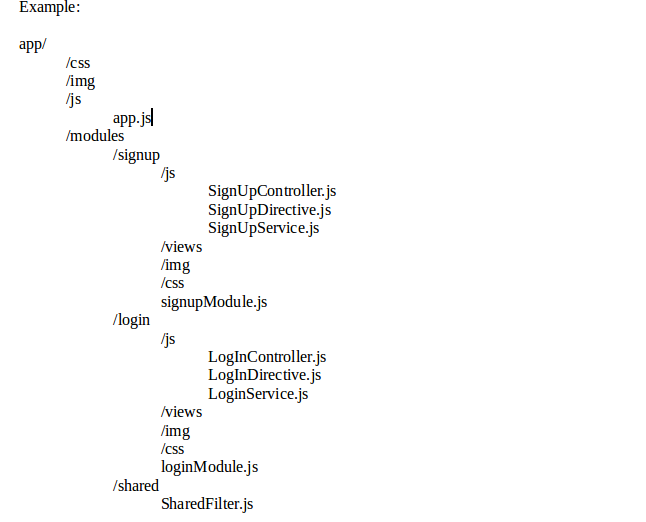 Example:
app/
/css
/img
/js
app.js
/modules
/signup
/js
SignUpController.js
SignUpDirective.js
SignUpService.js
/views
/img
/css
signupModule.js
/login
/js
LogInController.js
LogInDirective.js
LoginService.js
/views
/img
/css
loginModule.js
/shared
SharedFilter.js